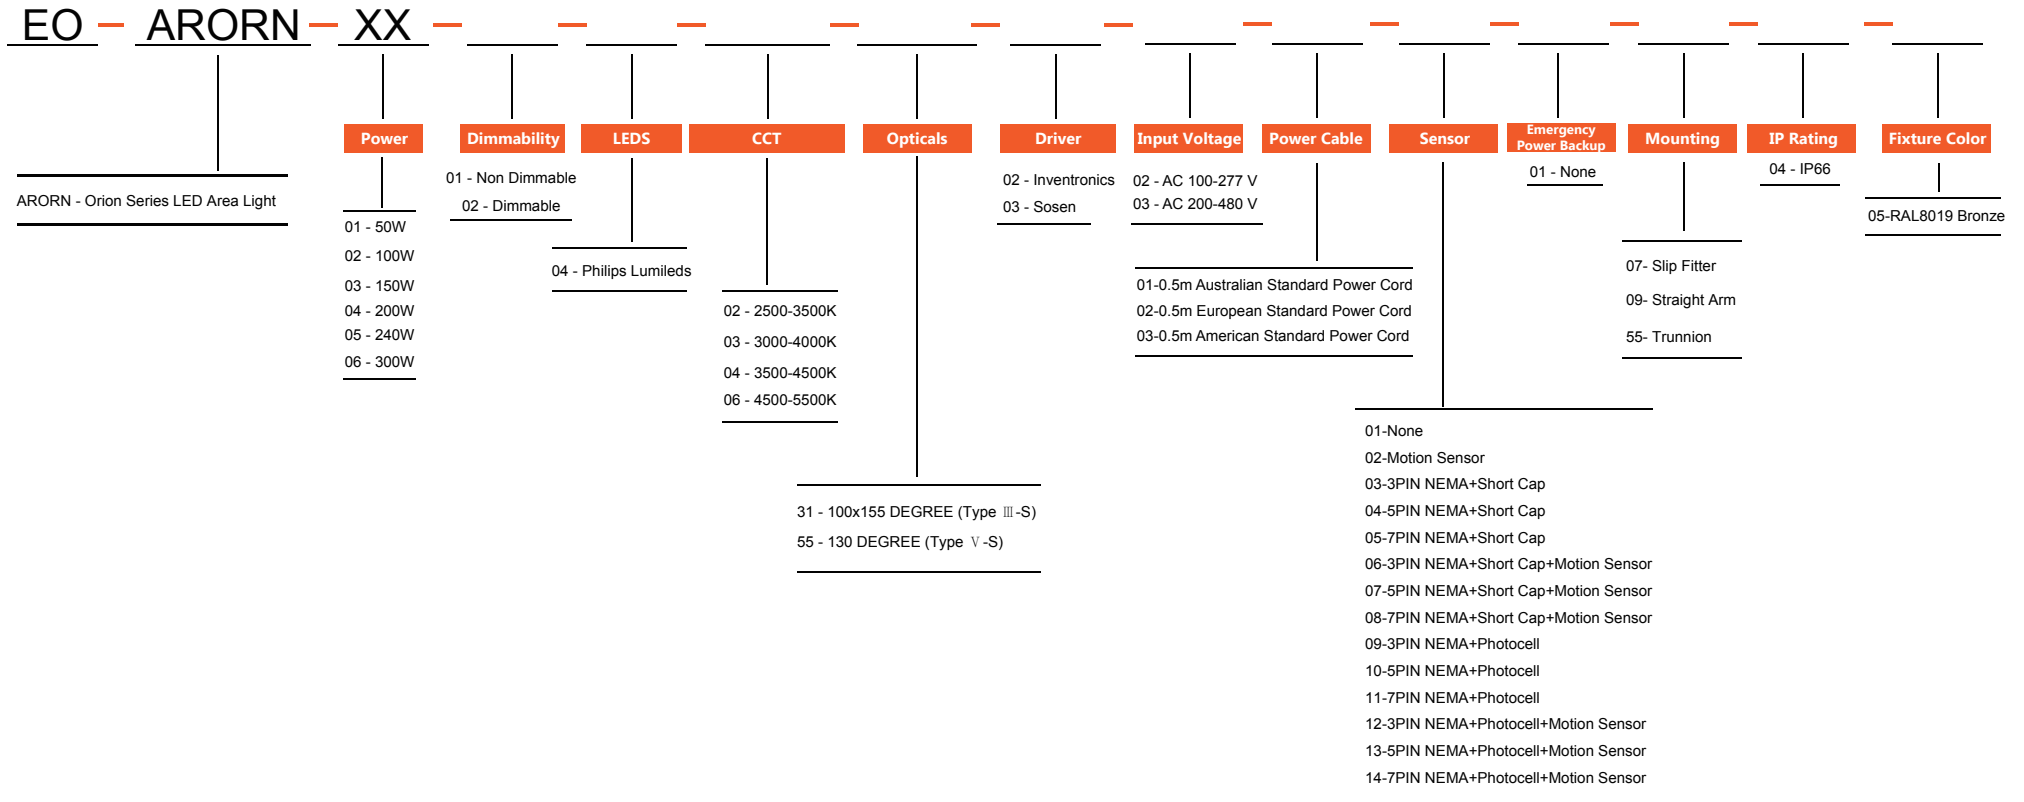 EO ARORN XX
Power
Dimmability
LEDS
CCT
Opticals
Driver
Input Voltage
Power Cable
Sensor
Emergency
Power Backup
Mounting
IP Rating
Fixture Color
ARORN - Orion Series LED Area Light
01 - 50W
02 - 100W
03 - 150W
04 - 200W
05 - 240W
06 - 300W
01 - Non Dimmable
02 - Dimmable
04 - Philips Lumileds
02 - 2500-3500K
03 - 3000-4000K
04 - 3500-4500K
06 - 4500-5500K
31 - 100x155 DEGREE (Type Ⅲ-S)
55 - 130 DEGREE (Type Ⅴ-S)
02 - Inventronics
03 - Sosen
02 - AC 100-277 V
03 - AC 200-480 V
01-0.5m Australian Standard Power Cord
02-0.5m European Standard Power Cord
03-0.5m American Standard Power Cord
01-None
02-Motion Sensor
03-3PIN NEMA+Short Cap
04-5PIN NEMA+Short Cap
05-7PIN NEMA+Short Cap
06-3PIN NEMA+Short Cap+Motion Sensor
07-5PIN NEMA+Short Cap+Motion Sensor
08-7PIN NEMA+Short Cap+Motion Sensor
09-3PIN NEMA+Photocell
10-5PIN NEMA+Photocell
11-7PIN NEMA+Photocell
12-3PIN NEMA+Photocell+Motion Sensor
13-5PIN NEMA+Photocell+Motion Sensor
14-7PIN NEMA+Photocell+Motion Sensor
01 - None
07- Slip Fitter
09- Straight Arm
55- Trunnion
04 - IP66
05-RAL8019 Bronze